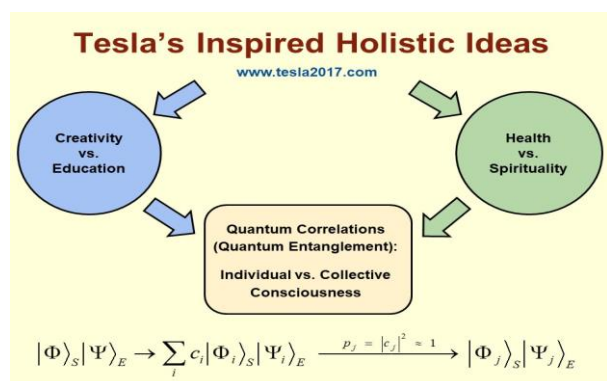 Tesla's Inspired Holistic Ideas
www.tesla2017.com
Creativity
vs.
Education
Health
vs.
Spirituality
Quantum Correlations
(Quantum Entanglement):
Individual vs. Collective
Consciousness
|Φ⟩_S|Ψ⟩_E → ∑_i c_i|Φ_i⟩_S|Ψ_i⟩_E —p_j = |c_j|^2 ≈ 1→ |Φ_j⟩_S|Ψ_j⟩_E